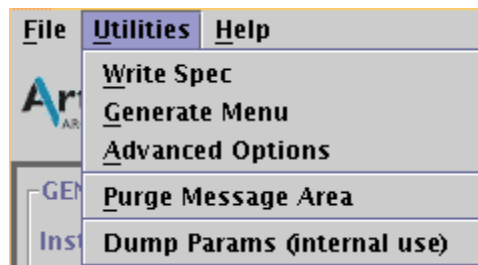 File Utilities Help
Write Spec
Generate Menu
Advanced Options
Purge Message Area
Dump Params (internal use)